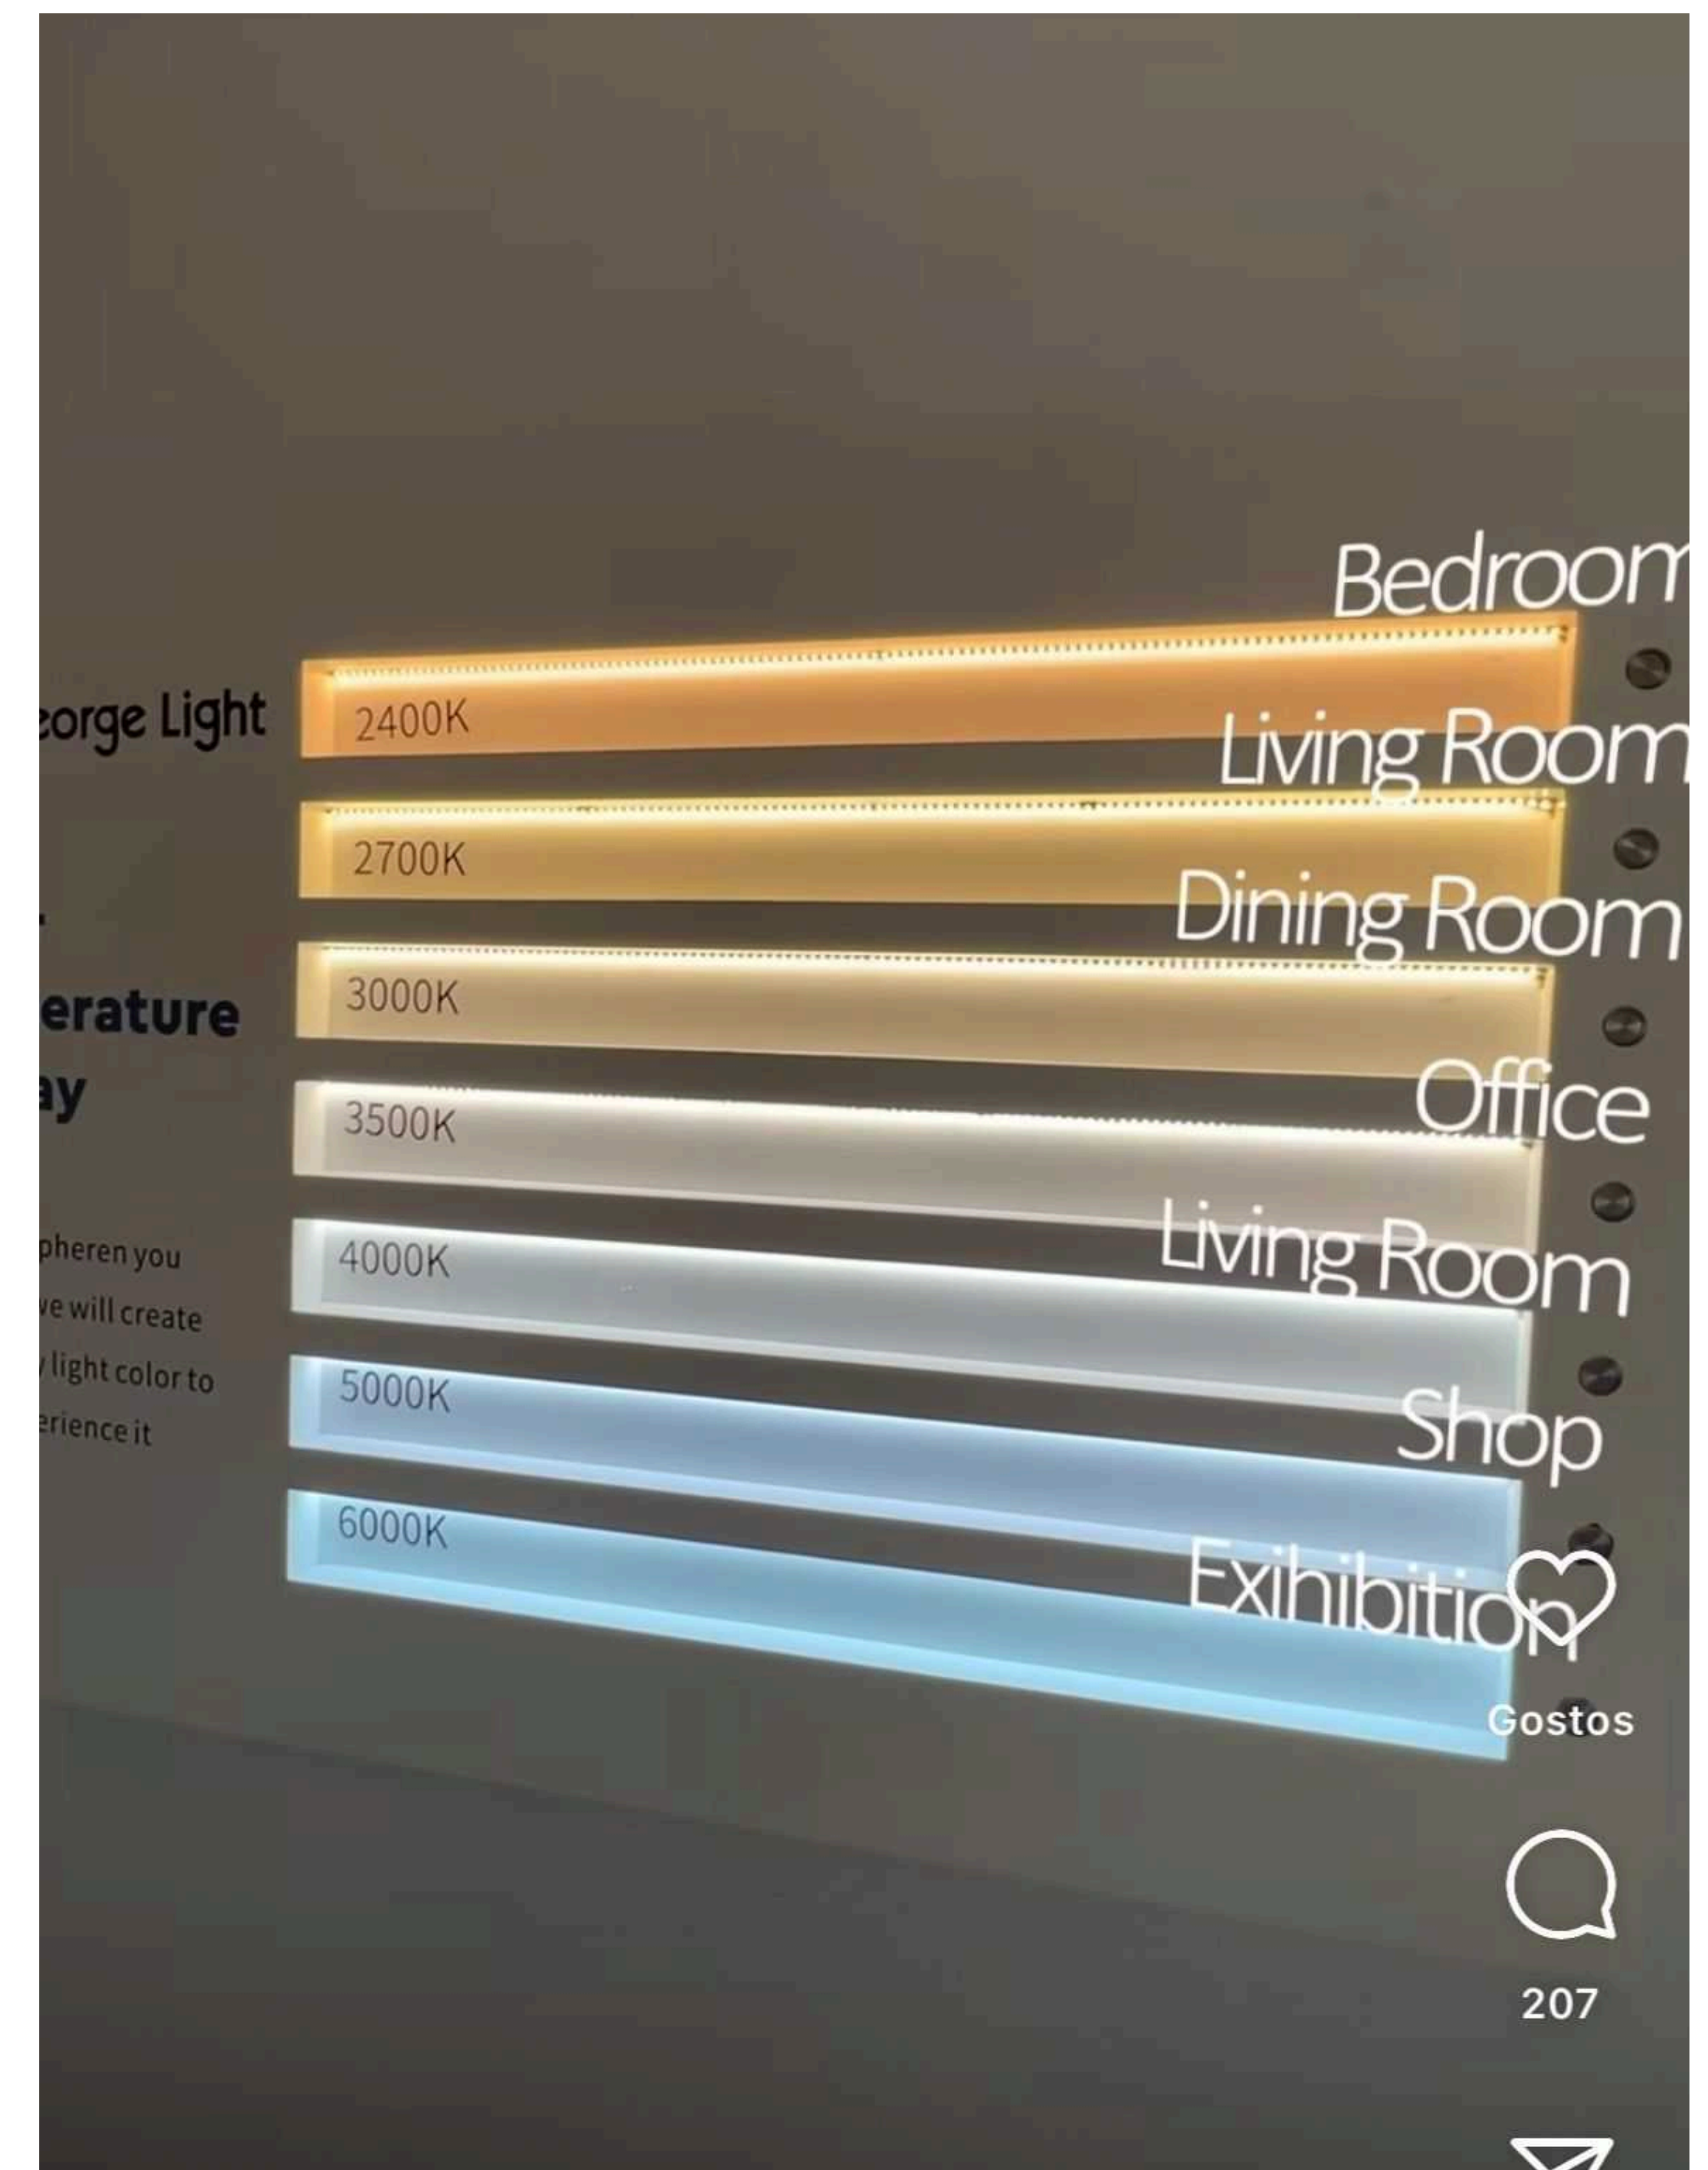 Bedroom
eorge Light
2400K
Living Room
2700K
Dining Room
3000K
erature
Office
ay
3500K
Living Room
pheren you
4000K
ve will create
light color to
Shop
5000K
erience it
Exihibition
6000K
Gostos
207